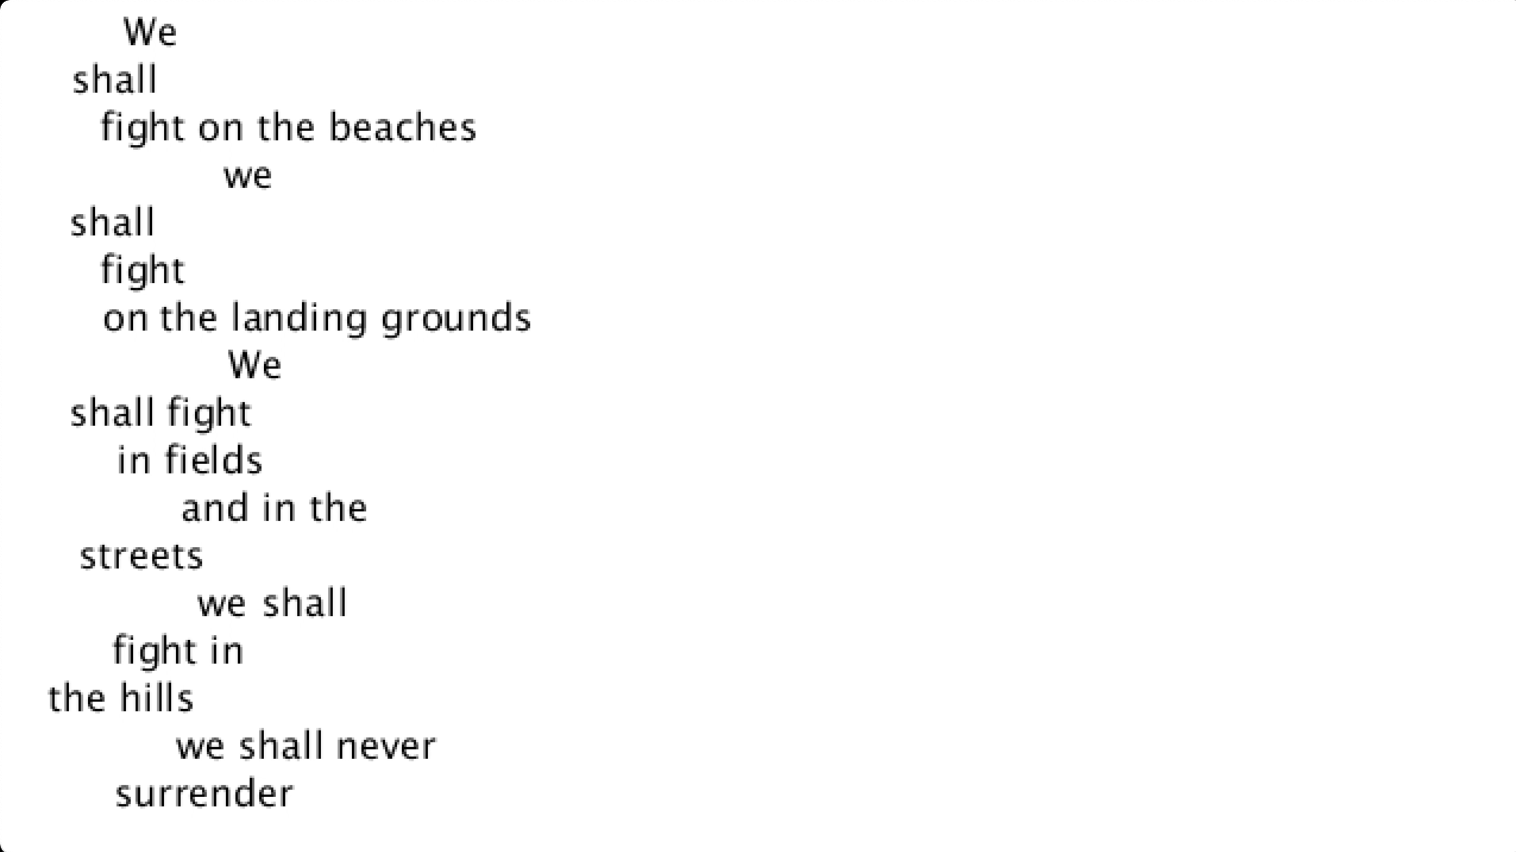 We
shall
fight on the beaches
we
shall
fight
on the landing grounds
We
shall fight
in fields
and in the
streets
we shall
fight in
the hills
we shall never
surrender